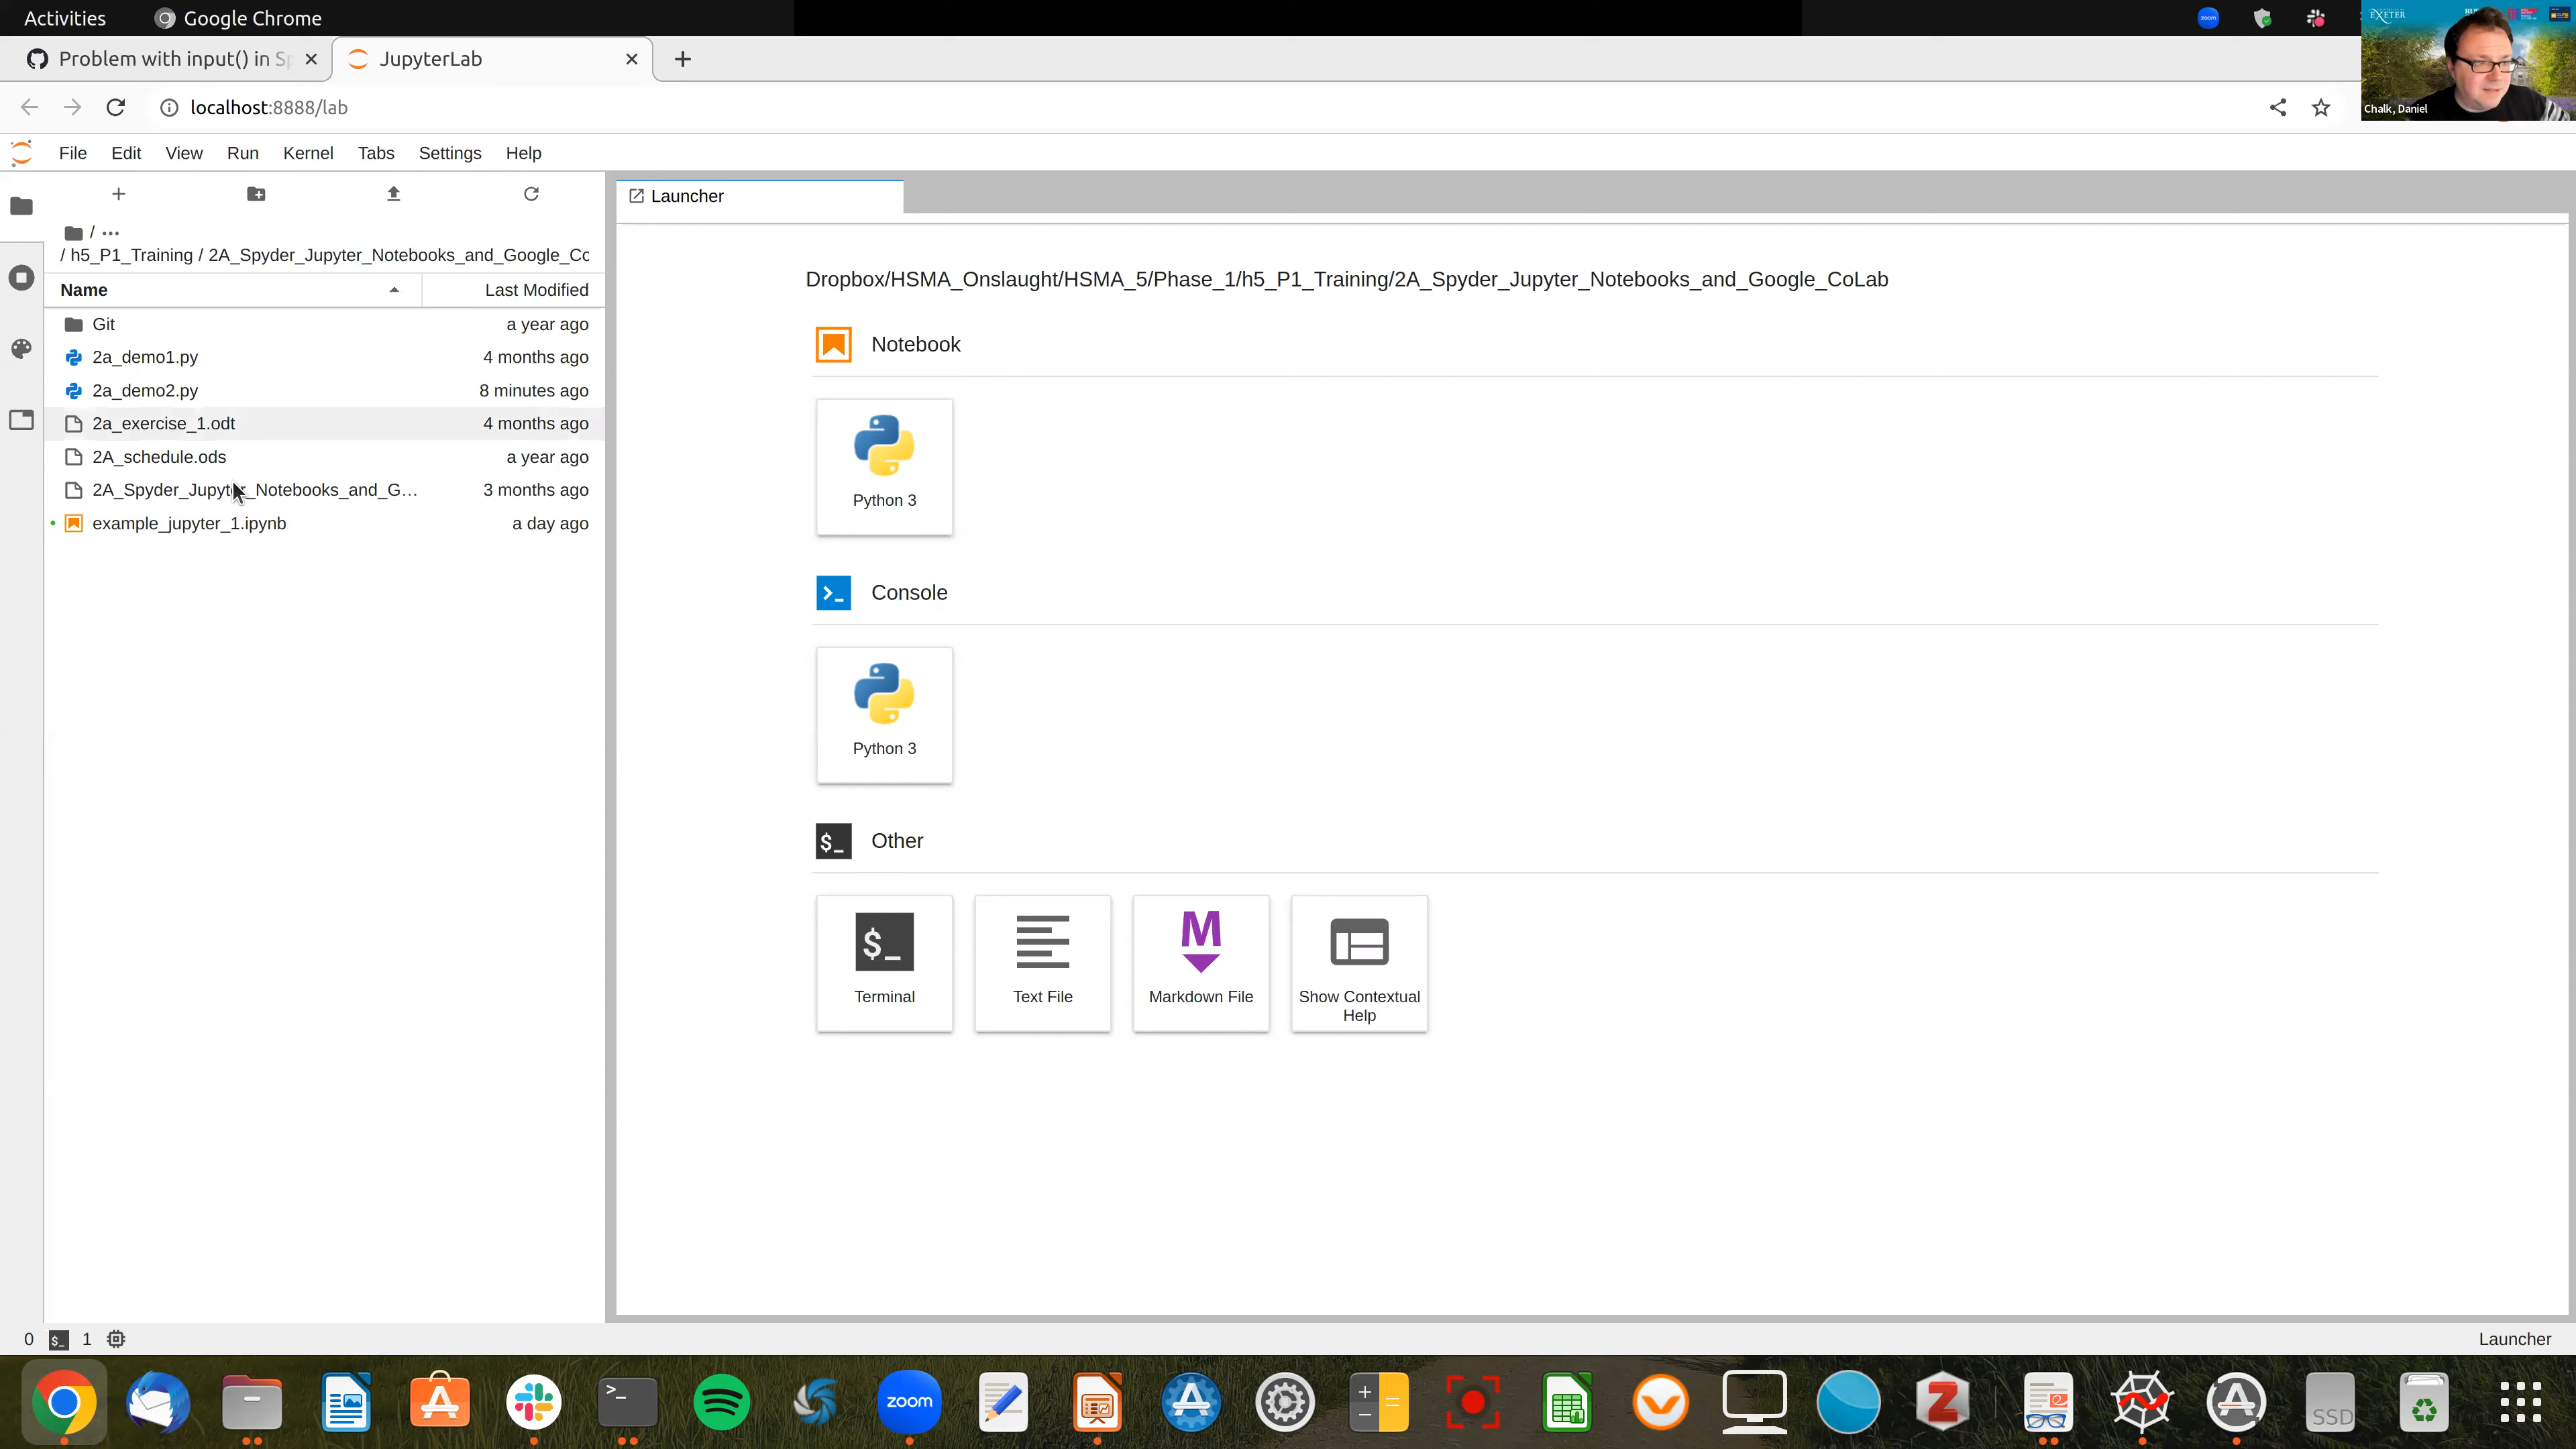 Activities
Google Chrome
zoom
EXETER
Problem with input() in Sp
JupyterLab
localhost:8888/lab
Chalk, Daniel
File Edit View Run Kernel Tabs Settings Help
Launcher
/ ···
/ h5_P1_Training / 2A_Spyder_Jupyter_Notebooks_and_Google_Cc
Name Last Modified
Git a year ago
2a_demo1.py 4 months ago
2a_demo2.py 8 minutes ago
2a_exercise_1.odt 4 months ago
2A_schedule.ods a year ago
2A_Spyder_Jupyter_Notebooks_and_G... 3 months ago
example_jupyter_1.ipynb a day ago
Dropbox/HSMA_Onslaught/HSMA_5/Phase_1/h5_P1_Training/2A_Spyder_Jupyter_Notebooks_and_Google_CoLab
Notebook
Python 3
Console
Python 3
$_ Other
$_
Terminal
Text File
M
Markdown File
Show Contextual
Help
0 $_ 1
Launcher
>_
zoom
Z
SSD